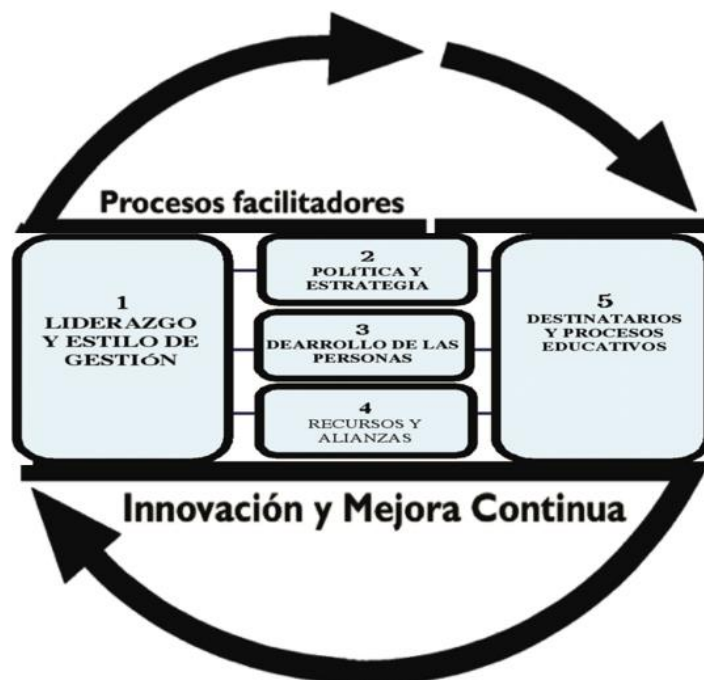 Procesos facilitadores
1
LIDERAZGO
Y ESTILO DE
GESTIÓN
2
POLÍTICA Y
ESTRATEGIA
3
DEARROLLO DE LAS
PERSONAS
4
RECURSOS Y
ALIANZAS
5
DESTINATARIOS
Y PROCESOS
EDUCATIVOS
Innovación y Mejora Continua